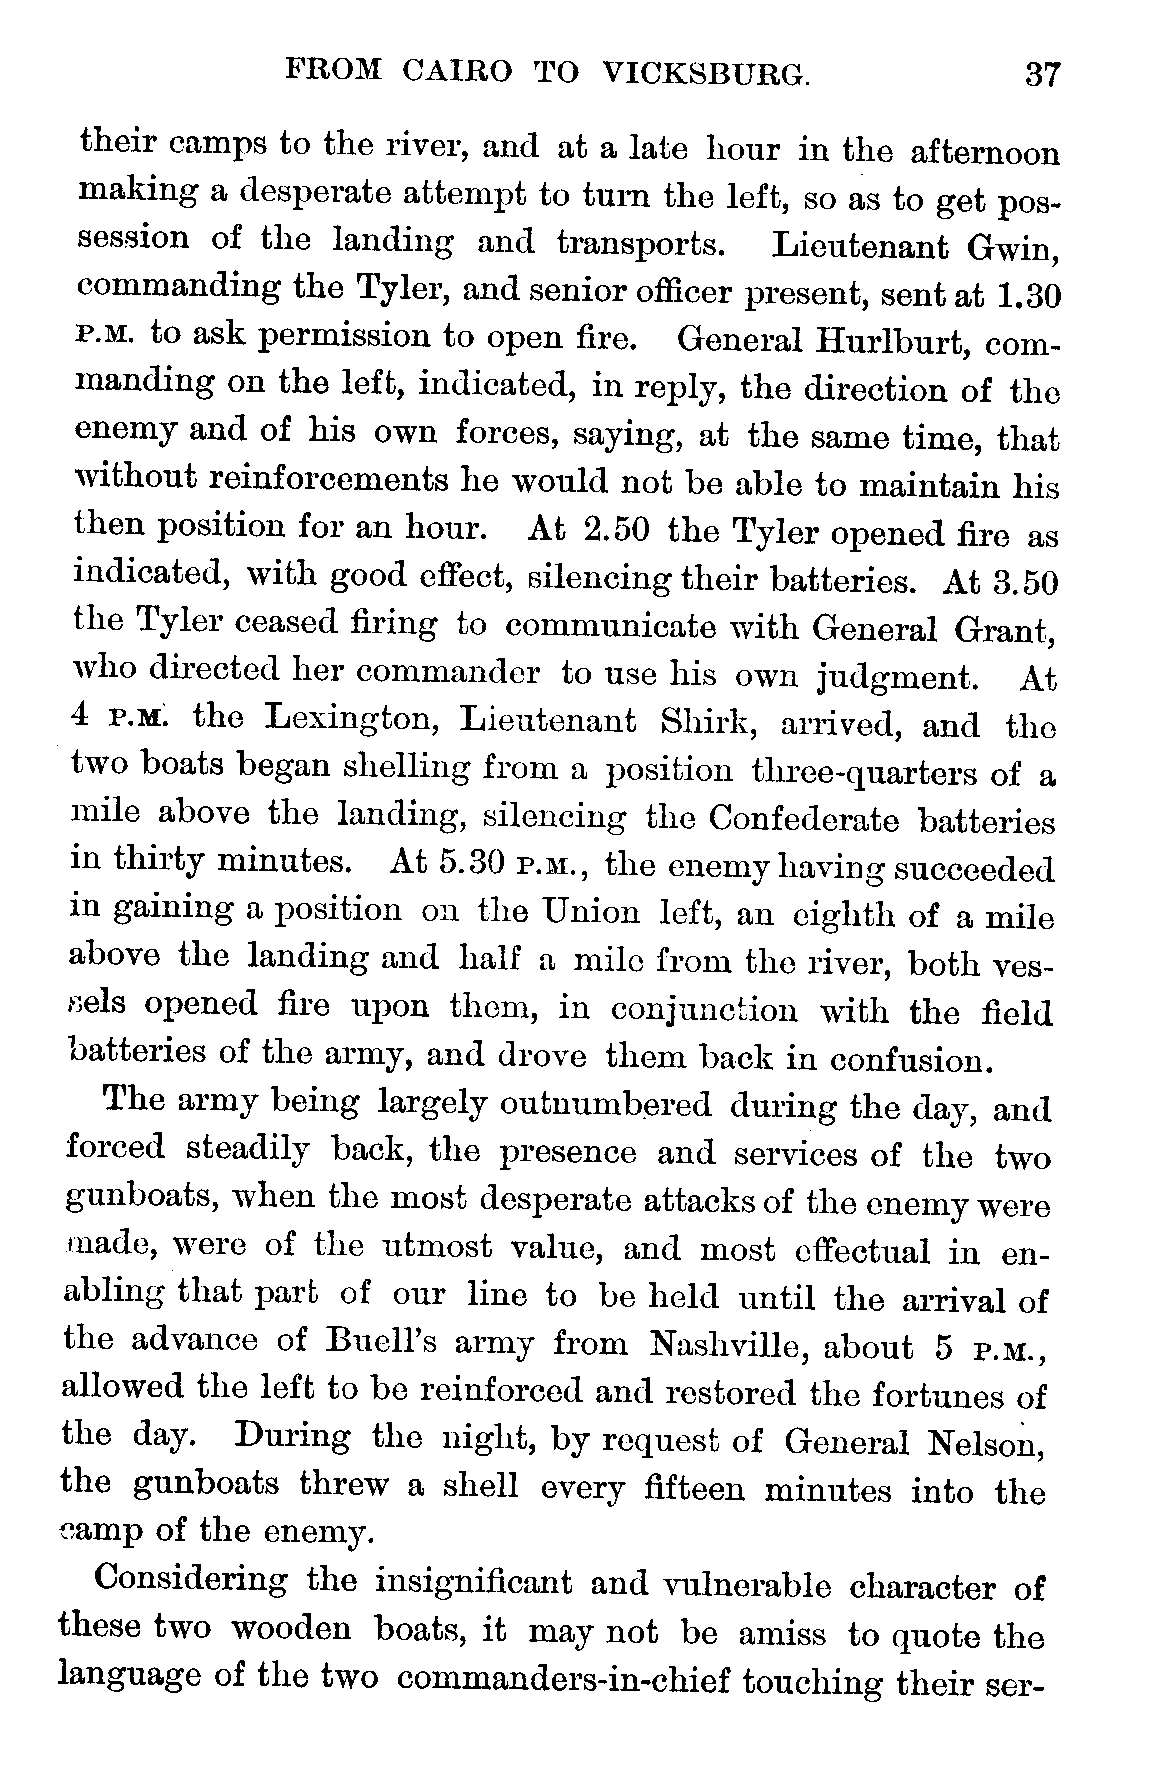 FROM CAIRO TO VICKSBURG. 37
their camps to the river, and at a late hour in the afternoon
making a desperate attempt to turn the left, so as to get pos-
session of the landing and transports. Lieutenant Gwin,
commanding the Tyler, and senior officer present, sent at 1.30
P.M. to ask permission to open fire. General Hurlburt, com-
manding on the left, indicated, in reply, the direction of the
enemy and of his own forces, saying, at the same time, that
without reinforcements he would not be able to maintain his
then position for an hour. At 2.50 the Tyler opened fire as
indicated, with good effect, silencing their batteries. At 3.50
the Tyler ceased firing to communicate with General Grant,
who directed her commander to use his own judgment. At
4 P.M. the Lexington, Lieutenant Shirk, arrived, and the
two boats began shelling from a position three-quarters of a
mile above the landing, silencing the Confederate batteries
in thirty minutes. At 5.30 P.M., the enemy having succeeded
in gaining a position on the Union left, an eighth of a mile
above the landing and half a mile from the river, both ves-
sels opened fire upon them, in conjunction with the field
batteries of the army, and drove them back in confusion.
The army being largely outnumbered during the day, and
forced steadily back, the presence and services of the two
gunboats, when the most desperate attacks of the enemy were
made, were of the utmost value, and most effectual in en-
abling that part of our line to be held until the arrival of
the advance of Buell's army from Nashville, about 5 P.M.,
allowed the left to be reinforced and restored the fortunes of
the day. During the night, by request of General Nelson,
the gunboats threw a shell every fifteen minutes into the
camp of the enemy.
Considering the insignificant and vulnerable character of
these two wooden boats, it may not be amiss to quote the
language of the two commanders-in-chief touching their ser-